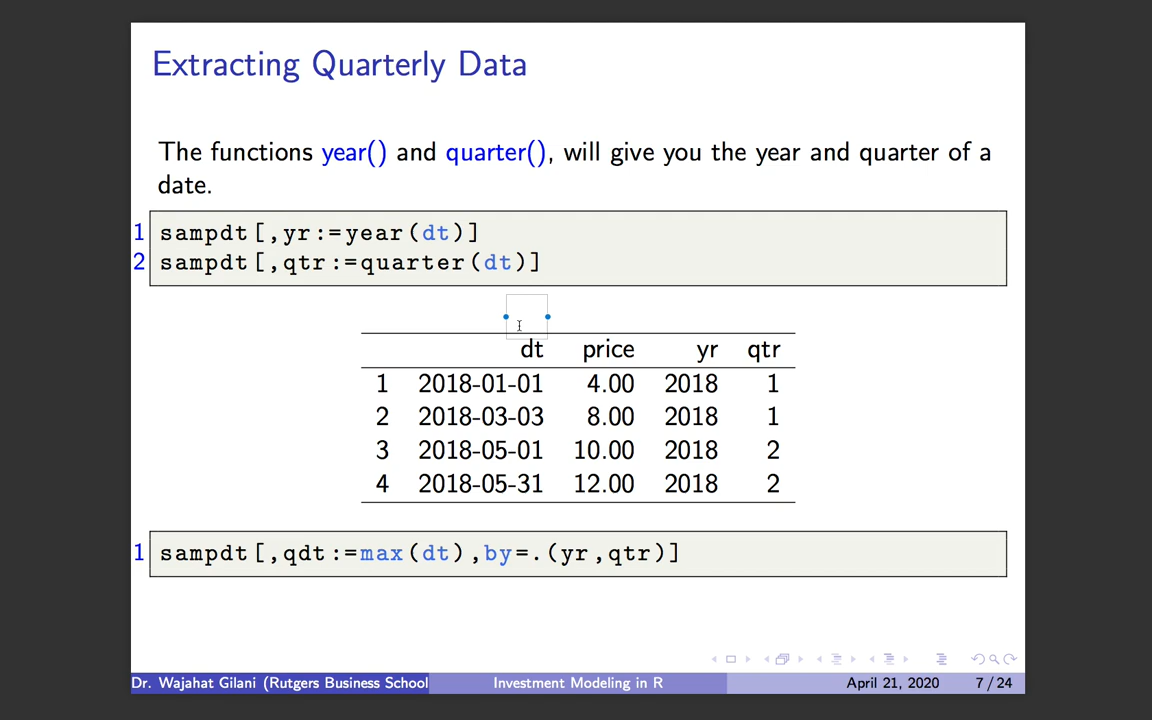 Extracting Quarterly Data
The functions year() and quarter(), will give you the year and quarter of a
date.
1 sampdt[,yr:=year(dt)]
2 sampdt[,qtr:=quarter(dt)]
dt price yr qtr
1 2018-01-01 4.00 2018 1
2 2018-03-03 8.00 2018 1
3 2018-05-01 10.00 2018 2
4 2018-05-31 12.00 2018 2
1 sampdt[,qdt:=max(dt),by=.(yr,qtr)]
Dr. Wajahat Gilani (Rutgers Business School Investment Modeling in R April 21, 2020 7 / 24